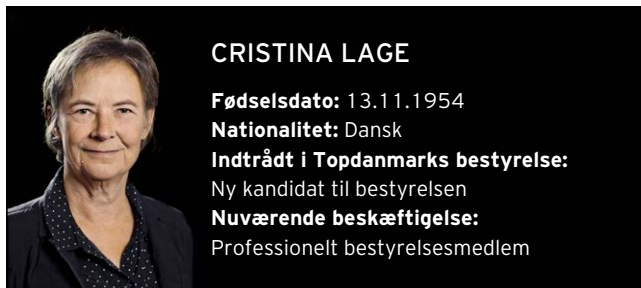 CRISTINA LAGE
Fødselsdato: 13.11.1954
Nationalitet: Dansk
Indtrådt i Topdanmarks bestyrelse:
Ny kandidat til bestyrelsen
Nuværende beskæftigelse:
Professionelt bestyrelsesmedlem